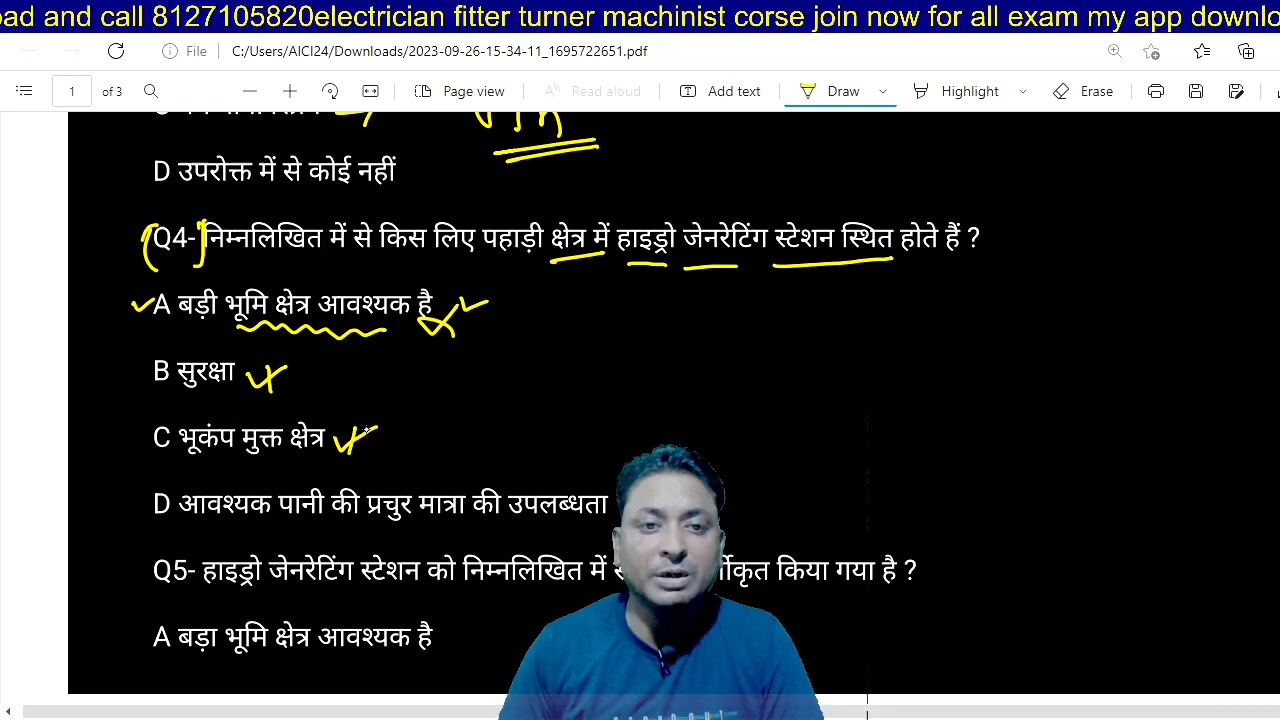 oad and call 8127105820electrician fitter turner machinist corse join now for all exam my app downlo
File C:/Users/AICI24/Downloads/2023-09-26-15-34-11_1695722651.pdf
1 of 3 Page view Read aloud Add text Draw Highlight Erase
D उपरोक्त में से कोई नहीं
Q4- निम्नलिखित में से किस लिए पहाड़ी क्षेत्र में हाइड्रो जेनरेटिंग स्टेशन स्थित होते हैं ?
A बड़ी भूमि क्षेत्र आवश्यक है
B सुरक्षा
C भूकंप मुक्त क्षेत्र
D आवश्यक पानी की प्रचुर मात्रा की उपलब्धता
Q5- हाइड्रो जेनरेटिंग स्टेशन को निम्नलिखित में किया गया है ?
A बड़ा भूमि क्षेत्र आवश्यक है